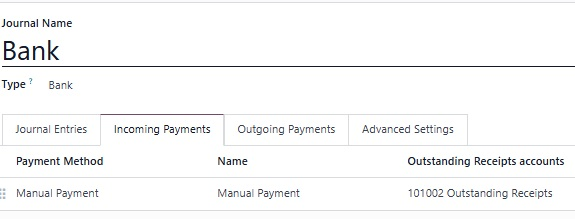 Journal Name
Bank
Type ? Bank
Journal Entries Incoming Payments Outgoing Payments Advanced Settings
Payment Method Name Outstanding Receipts accounts
Manual Payment Manual Payment 101002 Outstanding Receipts